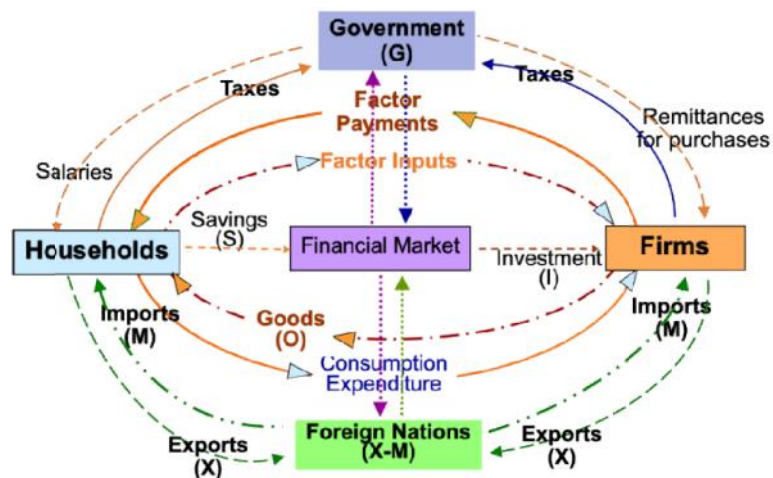 Government
(G)
Taxes
Taxes
Factor
Payments
Remittances
for purchases
Salaries
Factor Inputs
Savings
(S)
Households
Financial Market
Investment
(I)
Firms
Imports
(M)
Goods
(O)
Imports
(M)
Consumption
Expenditure
Foreign Nations
(X-M)
Exports
(X)
Exports
(X)